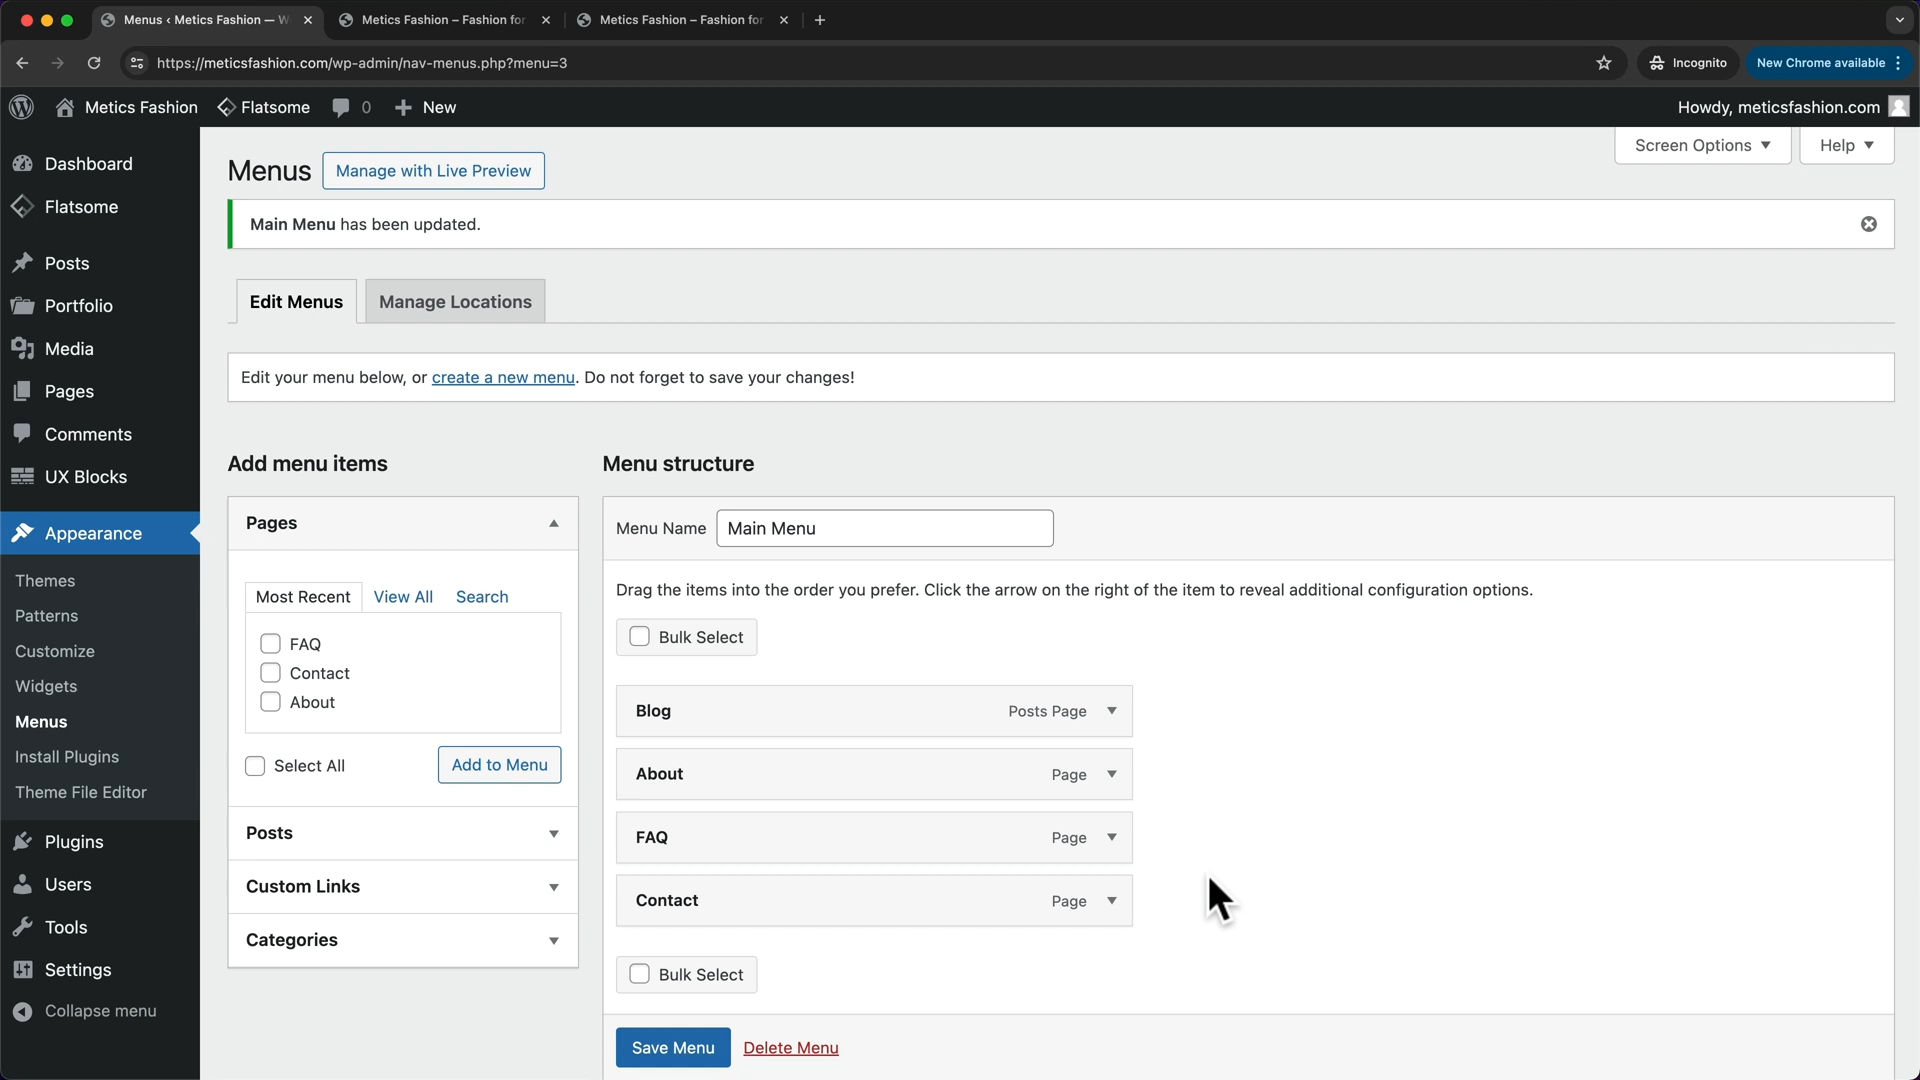 Menus ‹ Metics Fashion — W
Metics Fashion – Fashion for
Metics Fashion – Fashion for
https://meticsfashion.com/wp-admin/nav-menus.php?menu=3
Incognito
New Chrome available
Metics Fashion
Flatsome
0
New
Howdy, meticsfashion.com
Dashboard
Flatsome
Posts
Portfolio
Media
Pages
Comments
UX Blocks
Appearance
Themes
Patterns
Customize
Widgets
Menus
Install Plugins
Theme File Editor
Plugins
Users
Tools
Settings
Collapse menu
Screen Options
Help
Menus
Manage with Live Preview
Main Menu has been updated.
Edit Menus
Manage Locations
Edit your menu below, or create a new menu. Do not forget to save your changes!
Add menu items
Pages
Most Recent
View All
Search
FAQ
Contact
About
Select All
Add to Menu
Posts
Custom Links
Categories
Menu structure
Menu Name
Main Menu
Drag the items into the order you prefer. Click the arrow on the right of the item to reveal additional configuration options.
Bulk Select
Blog
Posts Page
About
Page
FAQ
Page
Contact
Page
Bulk Select
Save Menu
Delete Menu